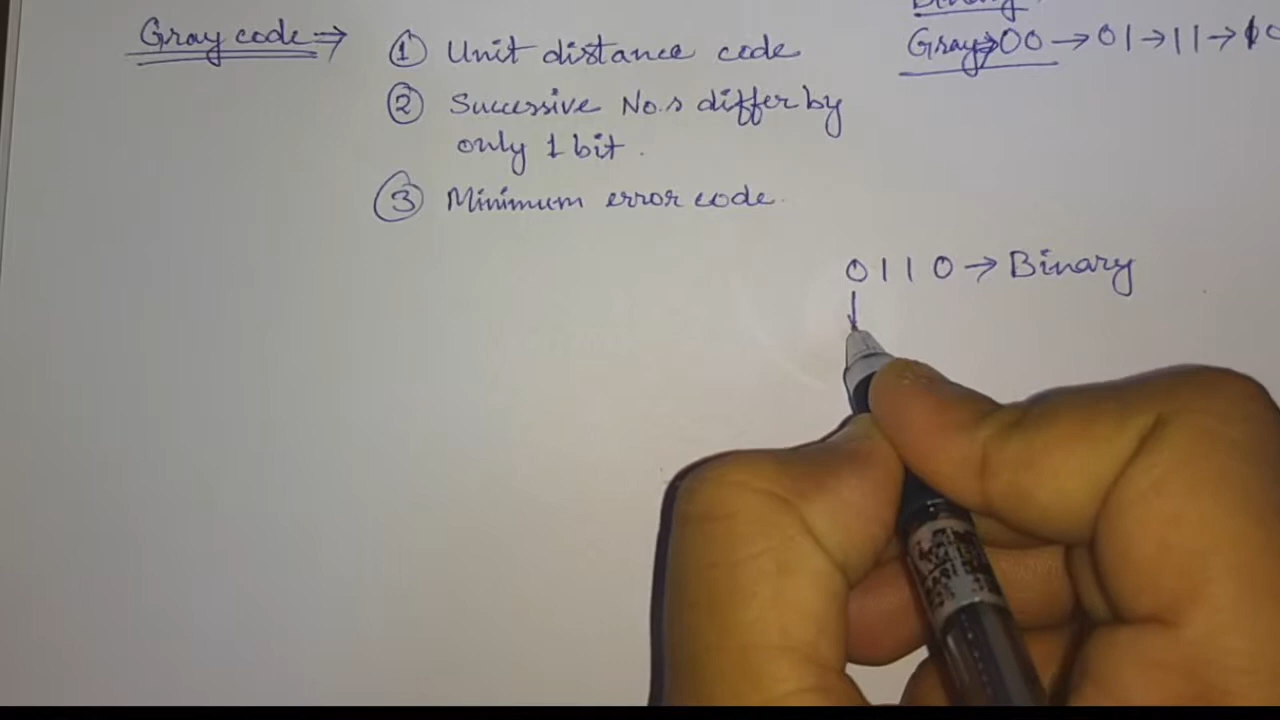 Binary
Gray → 00 → 01 → 11 → 10
Gray code ⇒
① Unit distance code
② Successive No.s differ by
only 1 bit.
③ Minimum error code.
0110 → Binary